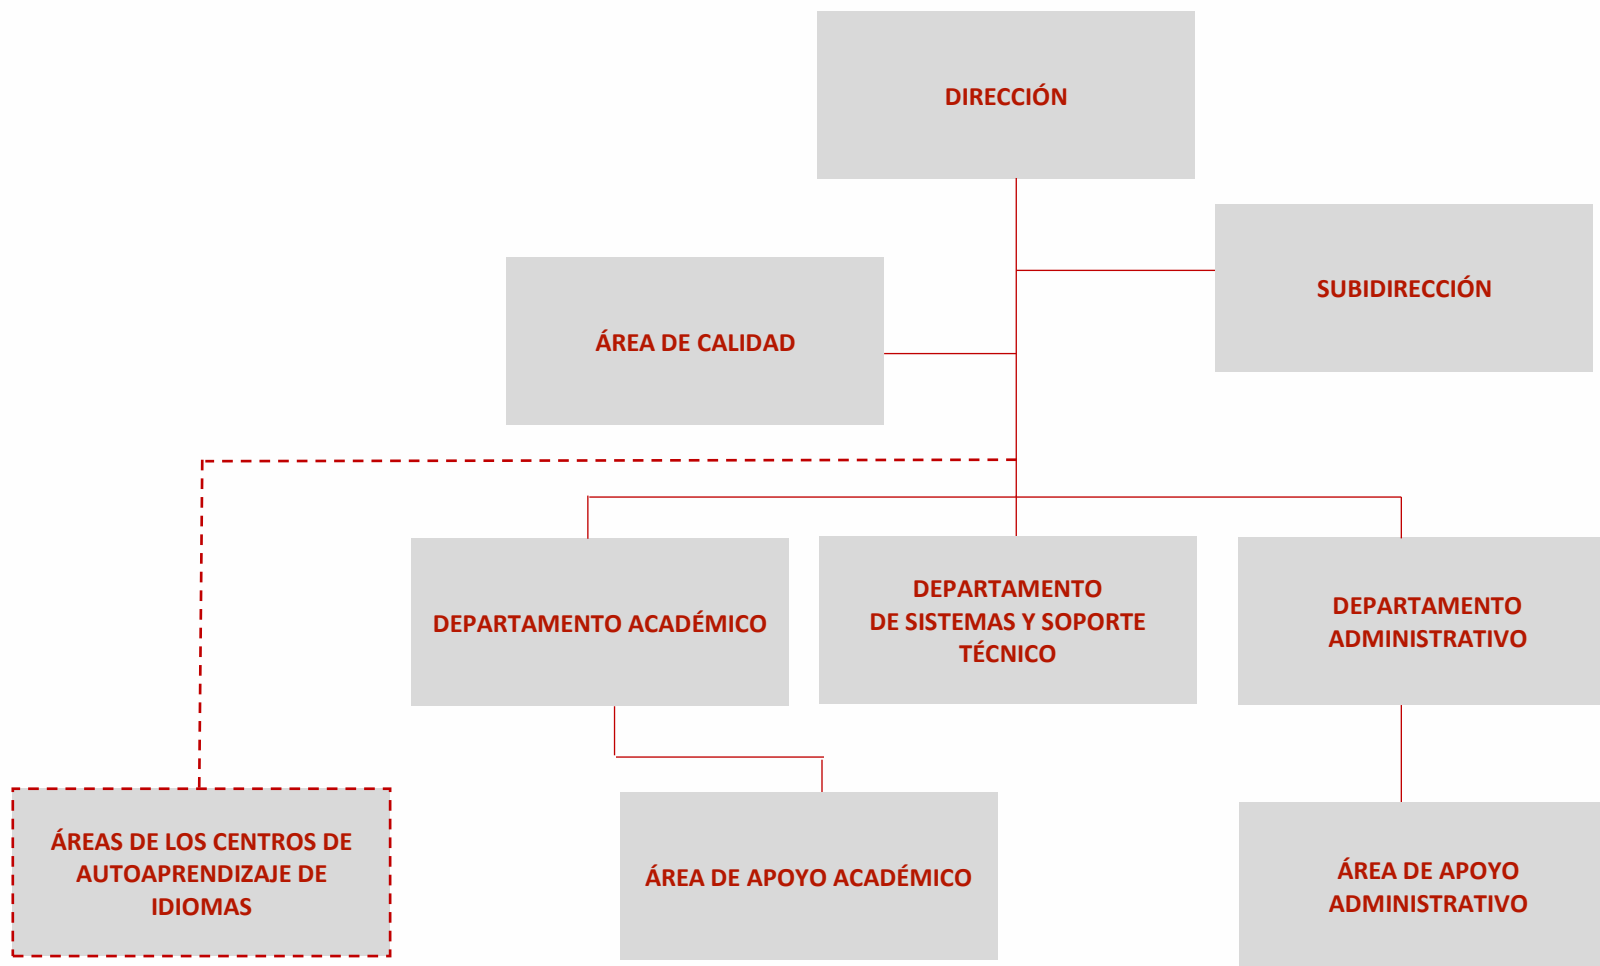 DIRECCIÓN
SUBIDIRECCIÓN
ÁREA DE CALIDAD
DEPARTAMENTO ACADÉMICO
DEPARTAMENTO
DE SISTEMAS Y SOPORTE
TÉCNICO
DEPARTAMENTO
ADMINISTRATIVO
ÁREAS DE LOS CENTROS DE
AUTOAPRENDIZAJE DE
IDIOMAS
ÁREA DE APOYO ACADÉMICO
ÁREA DE APOYO
ADMINISTRATIVO